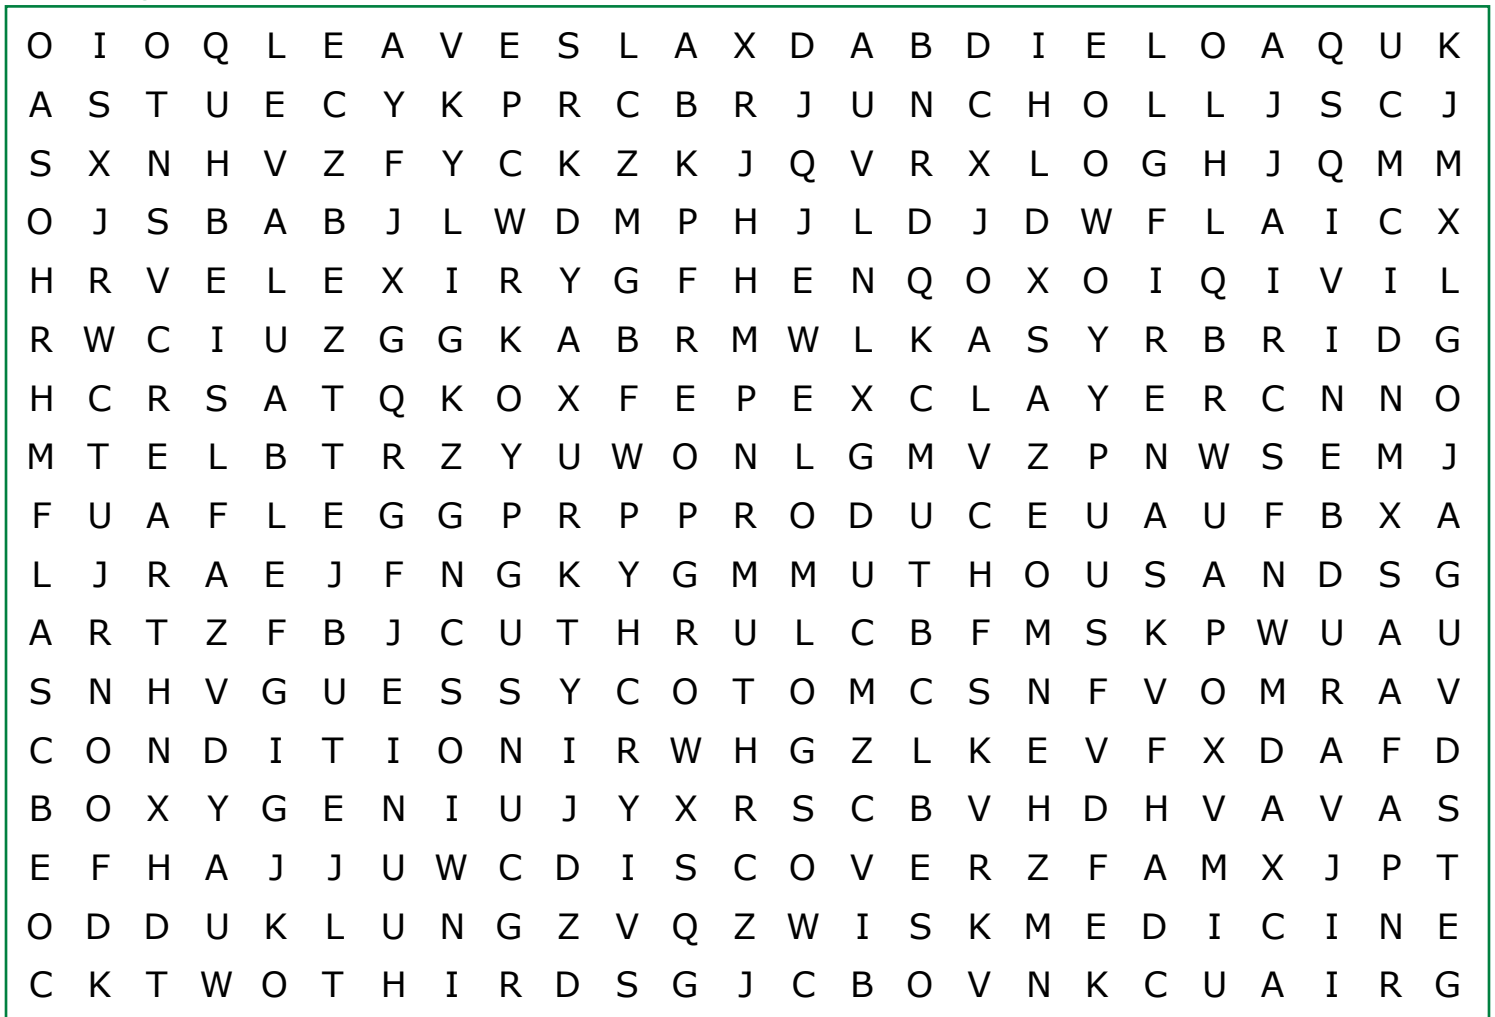 O I O Q L E A V E S L A X D A B D I E L O A Q U K
A S T U E C Y K P R C B R J U N C H O L L J S C J
S X N H V Z F Y C K Z K J Q V R X L O G H J Q M M
O J S B A B J L W D M P H J L D J D W F L A I C X
H R V E L E X I R Y G F H E N Q O X O I Q I V I L
R W C I U Z G G K A B R M W L K A S Y R B R I D G
H C R S A T Q K O X F E P E X C L A Y E R C N N O
M T E L B T R Z Y U W O N L G M V Z P N W S E M J
F U A F L E G G P R P P R O D U C E U A U F B X A
L J R A E J F N G K Y G M M U T H O U S A N D S G
A R T Z F B J C U T H R U L C B F M S K P W U A U
S N H V G U E S S Y C O T O M C S N F V O M R A V
C O N D I T I O N I R W H G Z L K E V F X D A F D
B O X Y G E N I U J Y X R S C B V H D H V A V A S
E F H A J J U W C D I S C O V E R Z F A M X J P T
O D D U K L U N G Z V Q Z W I S K M E D I C I N E
C K T W O T H I R D S G J C B O V N K C U A I R G